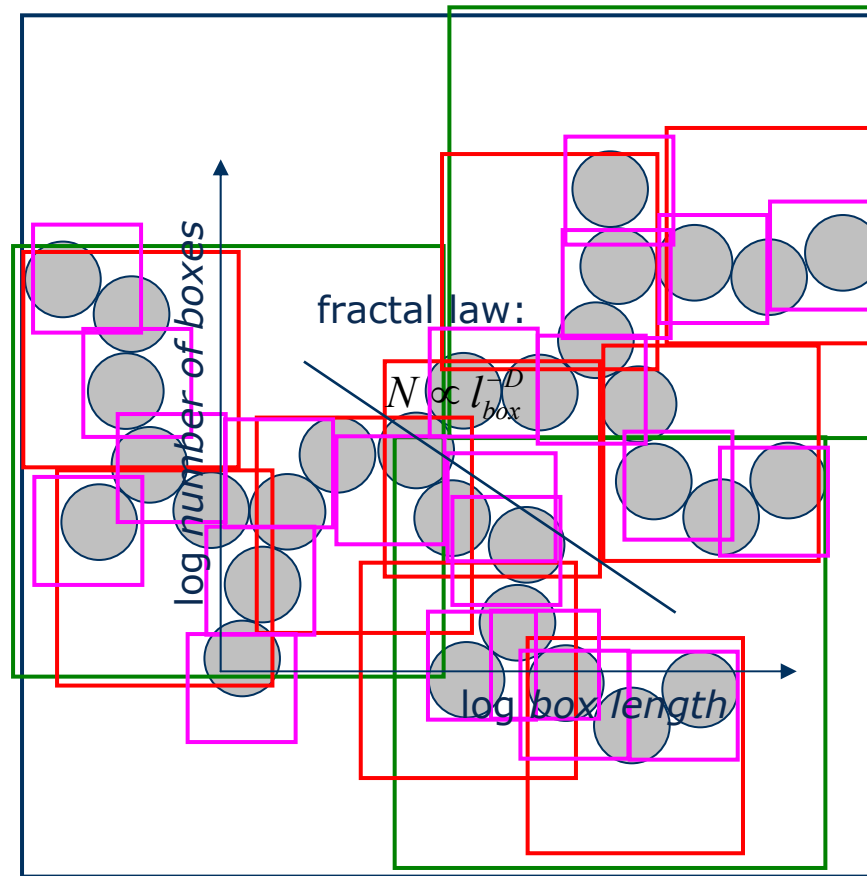 log number of boxes
fractal law:
N ∝ l_box^-D
log box length